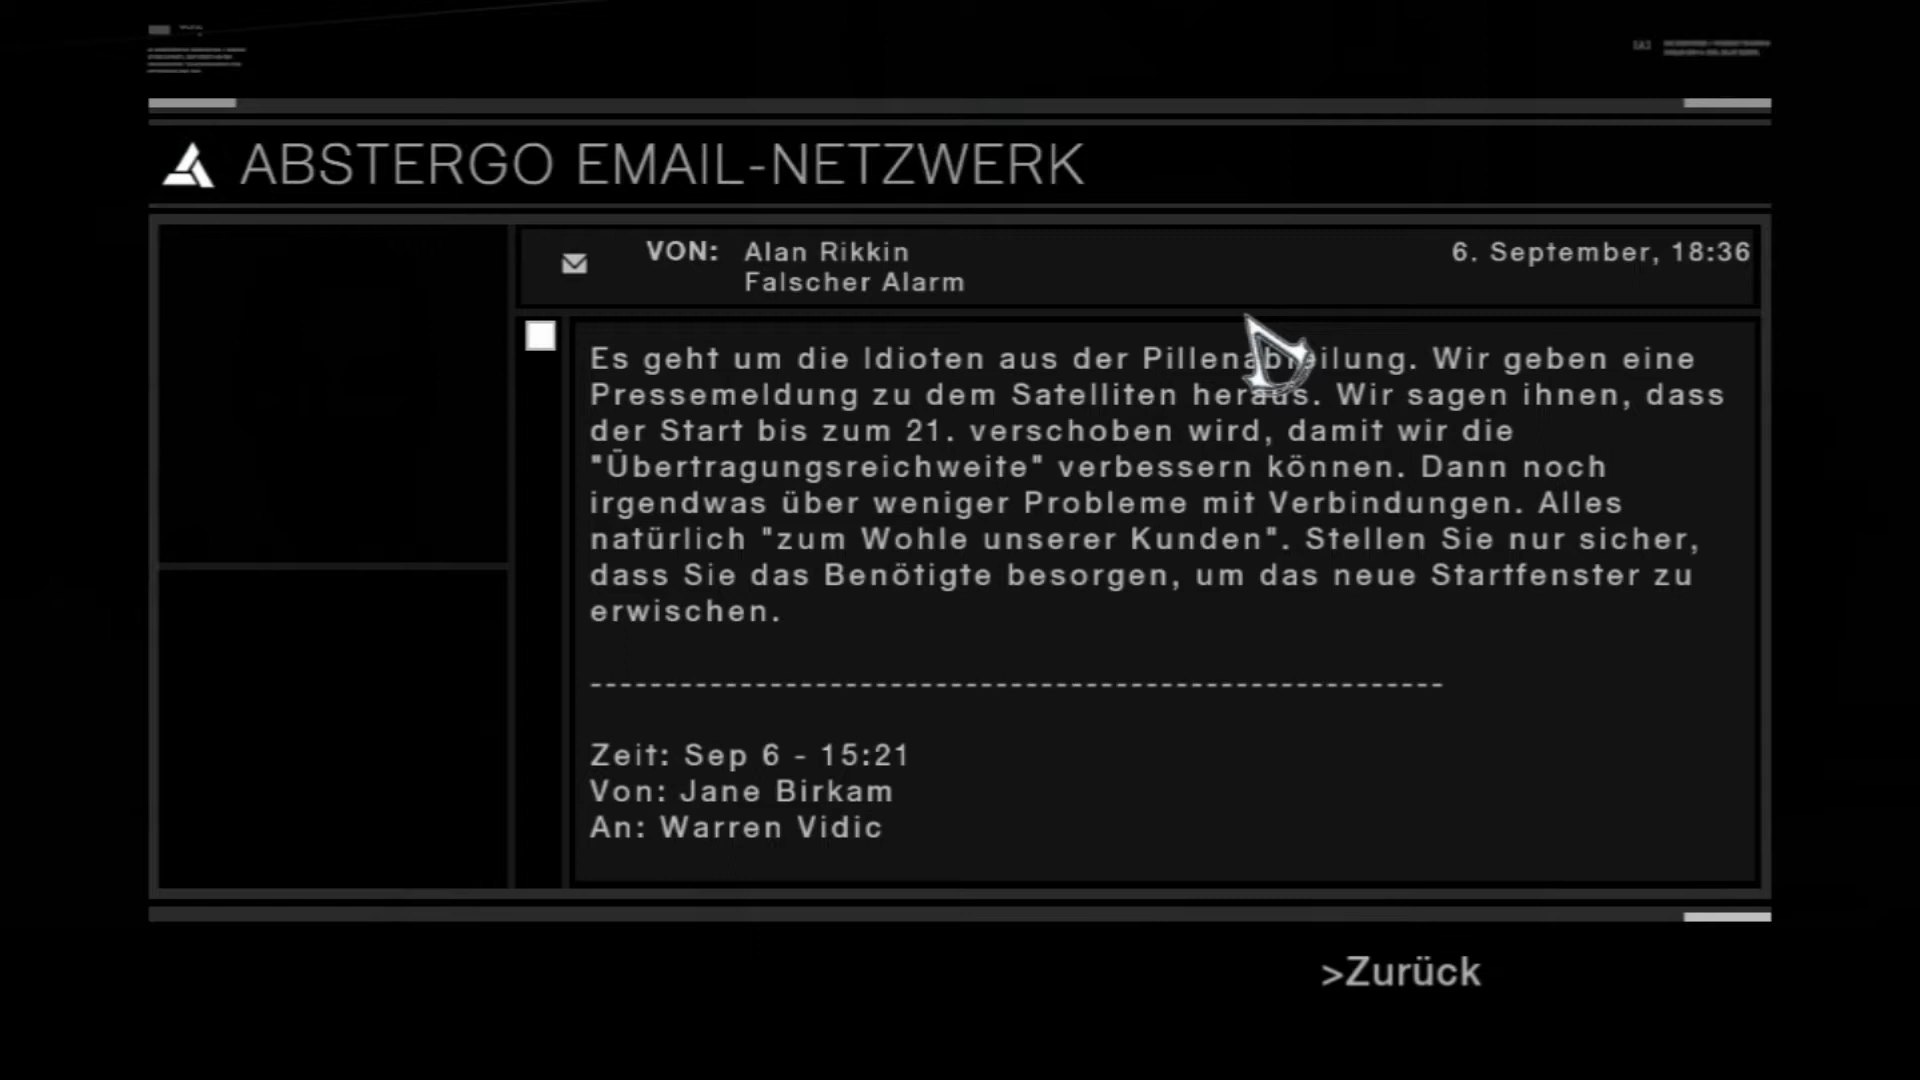 ABSTERGO EMAIL-NETZWERK
VON: Alan Rikkin 6. September, 18:36
Falscher Alarm
Es geht um die Idioten aus der Pillenabteilung. Wir geben eine
Pressemeldung zu dem Satelliten heraus. Wir sagen ihnen, dass
der Start bis zum 21. verschoben wird, damit wir die
"Übertragungsreichweite" verbessern können. Dann noch
irgendwas über weniger Probleme mit Verbindungen. Alles
natürlich "zum Wohle unserer Kunden". Stellen Sie nur sicher,
dass Sie das Benötigte besorgen, um das neue Startfenster zu
erwischen.
----------------------------------------------------------
Zeit: Sep 6 - 15:21
Von: Jane Birkam
An: Warren Vidic
>Zurück